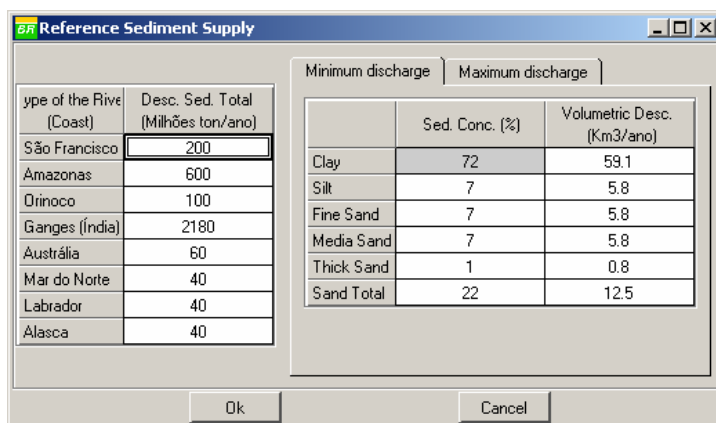 BR Reference Sediment Supply
Minimum discharge Maximum discharge
ype of the Rive Desc. Sed. Total
(Coast) (Milhões ton/ano)
São Francisco 200
Amazonas 600
Orinoco 100
Ganges (Índia) 2180
Austrália 60
Mar do Norte 40
Labrador 40
Alasca 40
Sed. Conc. (%) Volumetric Desc.
(Km3/ano)
Clay 72 59.1
Silt 7 5.8
Fine Sand 7 5.8
Media Sand 7 5.8
Thick Sand 1 0.8
Sand Total 22 12.5
Ok Cancel